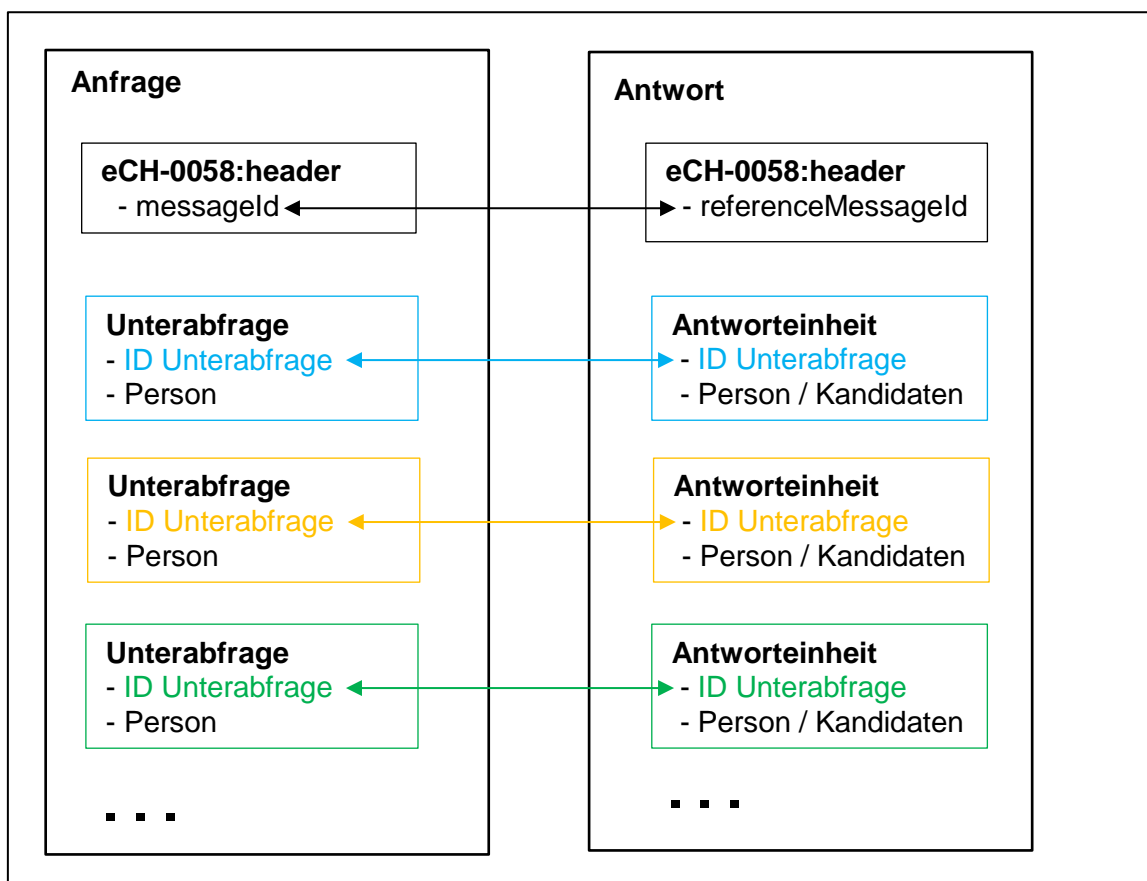 Anfrage
eCH-0058:header
- messageId
Unterabfrage
- ID Unterabfrage
- Person
Unterabfrage
- ID Unterabfrage
- Person
Unterabfrage
- ID Unterabfrage
- Person
. . .
Antwort
eCH-0058:header
- referenceMessageId
Antworteinheit
- ID Unterabfrage
- Person / Kandidaten
Antworteinheit
- ID Unterabfrage
- Person / Kandidaten
Antworteinheit
- ID Unterabfrage
- Person / Kandidaten
. . .